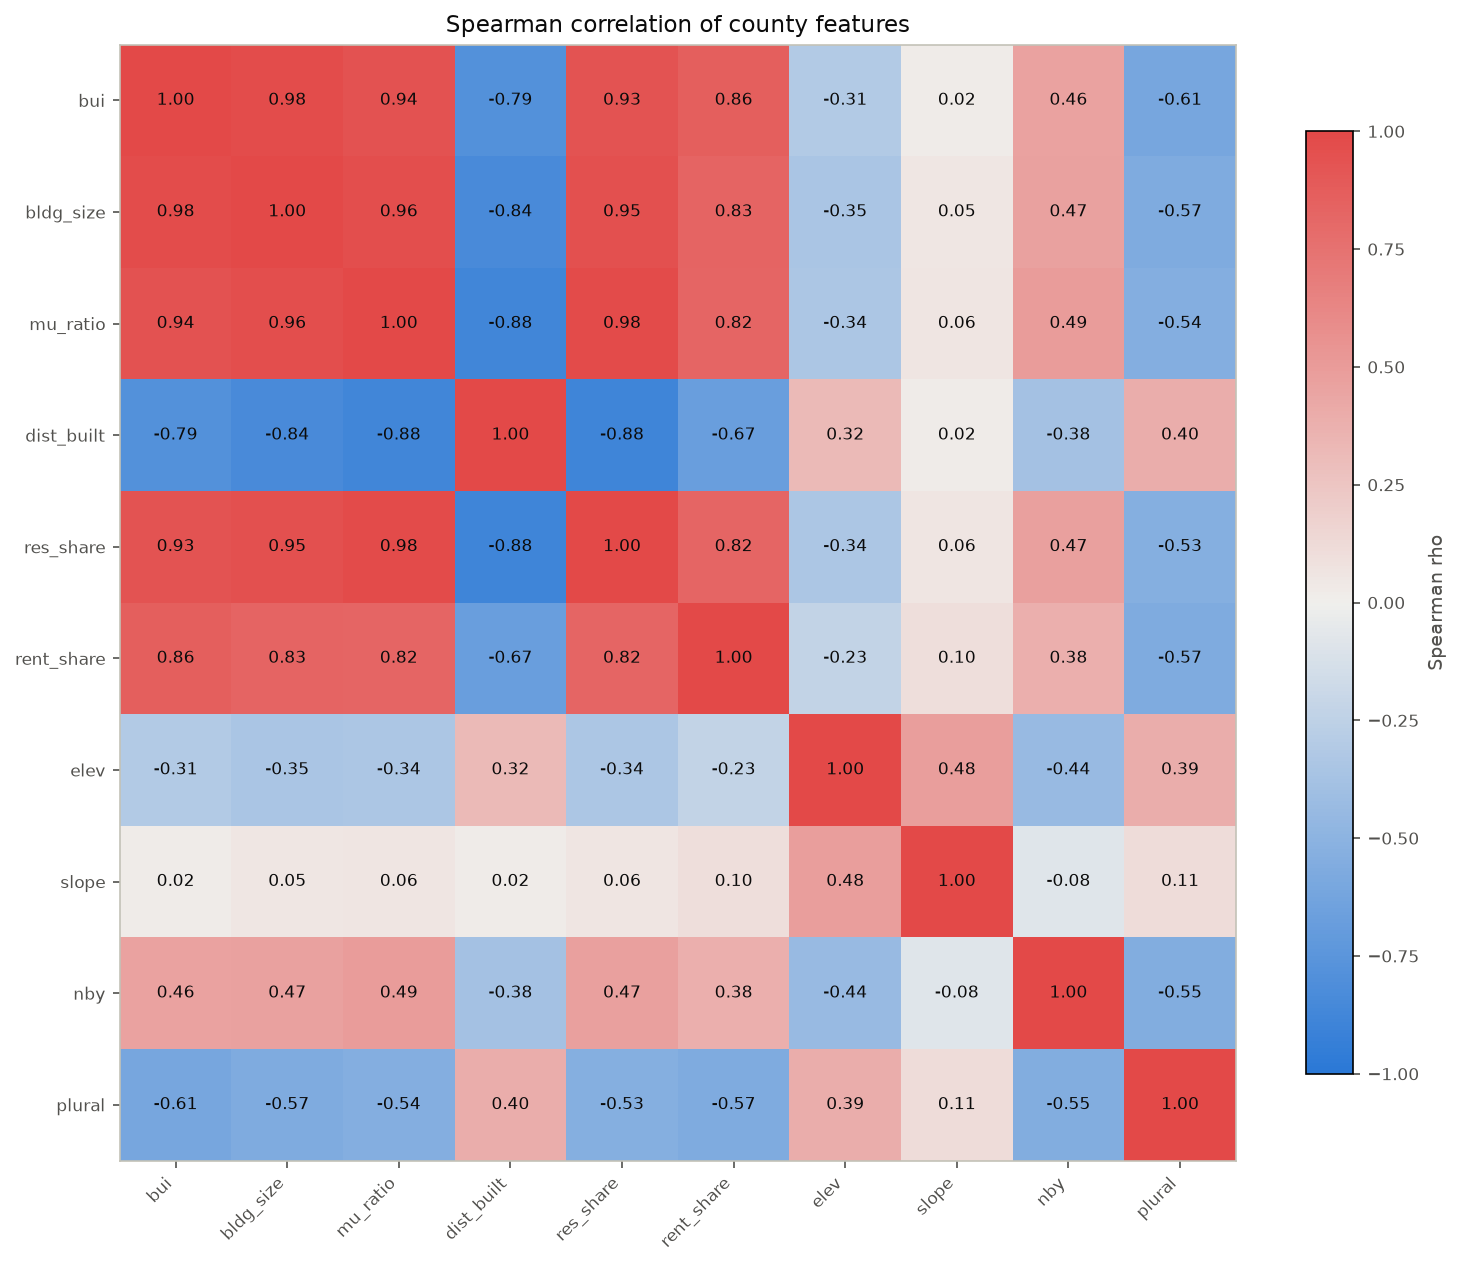 Spearman correlation of county features
bui 1.00 0.98 0.94 -0.79 0.93 0.86 -0.31 0.02 0.46 -0.61
bldg_size 0.98 1.00 0.96 -0.84 0.95 0.83 -0.35 0.05 0.47 -0.57
mu_ratio 0.94 0.96 1.00 -0.88 0.98 0.82 -0.34 0.06 0.49 -0.54
dist_built -0.79 -0.84 -0.88 1.00 -0.88 -0.67 0.32 0.02 -0.38 0.40
res_share 0.93 0.95 0.98 -0.88 1.00 0.82 -0.34 0.06 0.47 -0.53
rent_share 0.86 0.83 0.82 -0.67 0.82 1.00 -0.23 0.10 0.38 -0.57
elev -0.31 -0.35 -0.34 0.32 -0.34 -0.23 1.00 0.48 -0.44 0.39
slope 0.02 0.05 0.06 0.02 0.06 0.10 0.48 1.00 -0.08 0.11
nby 0.46 0.47 0.49 -0.38 0.47 0.38 -0.44 -0.08 1.00 -0.55
plural -0.61 -0.57 -0.54 0.40 -0.53 -0.57 0.39 0.11 -0.55 1.00
bui bldg_size mu_ratio dist_built res_share rent_share elev slope nby plural
1.00
0.75
0.50
0.25
0.00
−0.25
−0.50
−0.75
−1.00
Spearman rho